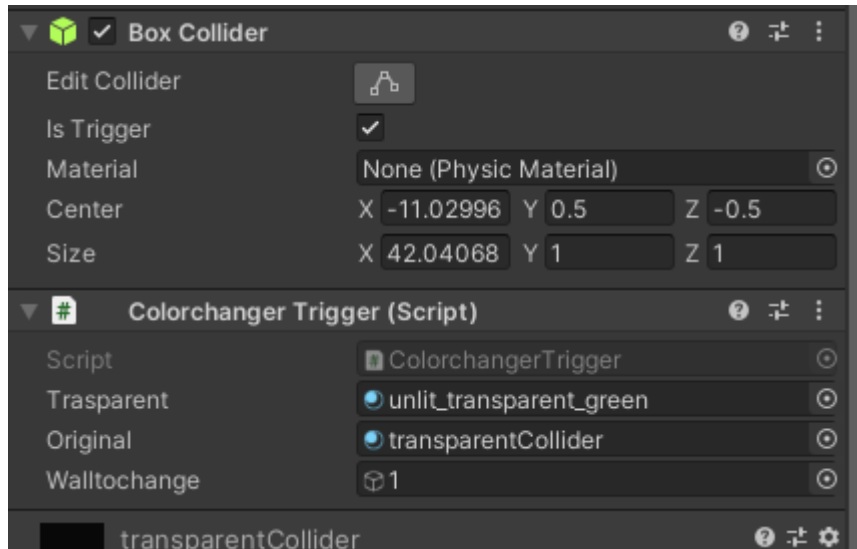 Box Collider
Edit Collider
Is Trigger
Material None (Physic Material)
Center X -11.02996 Y 0.5 Z -0.5
Size X 42.04068 Y 1 Z 1
# Colorchanger Trigger (Script)
Script # ColorchangerTrigger
Trasparent unlit_transparent_green
Original transparentCollider
Walltochange 1
transparentCollider